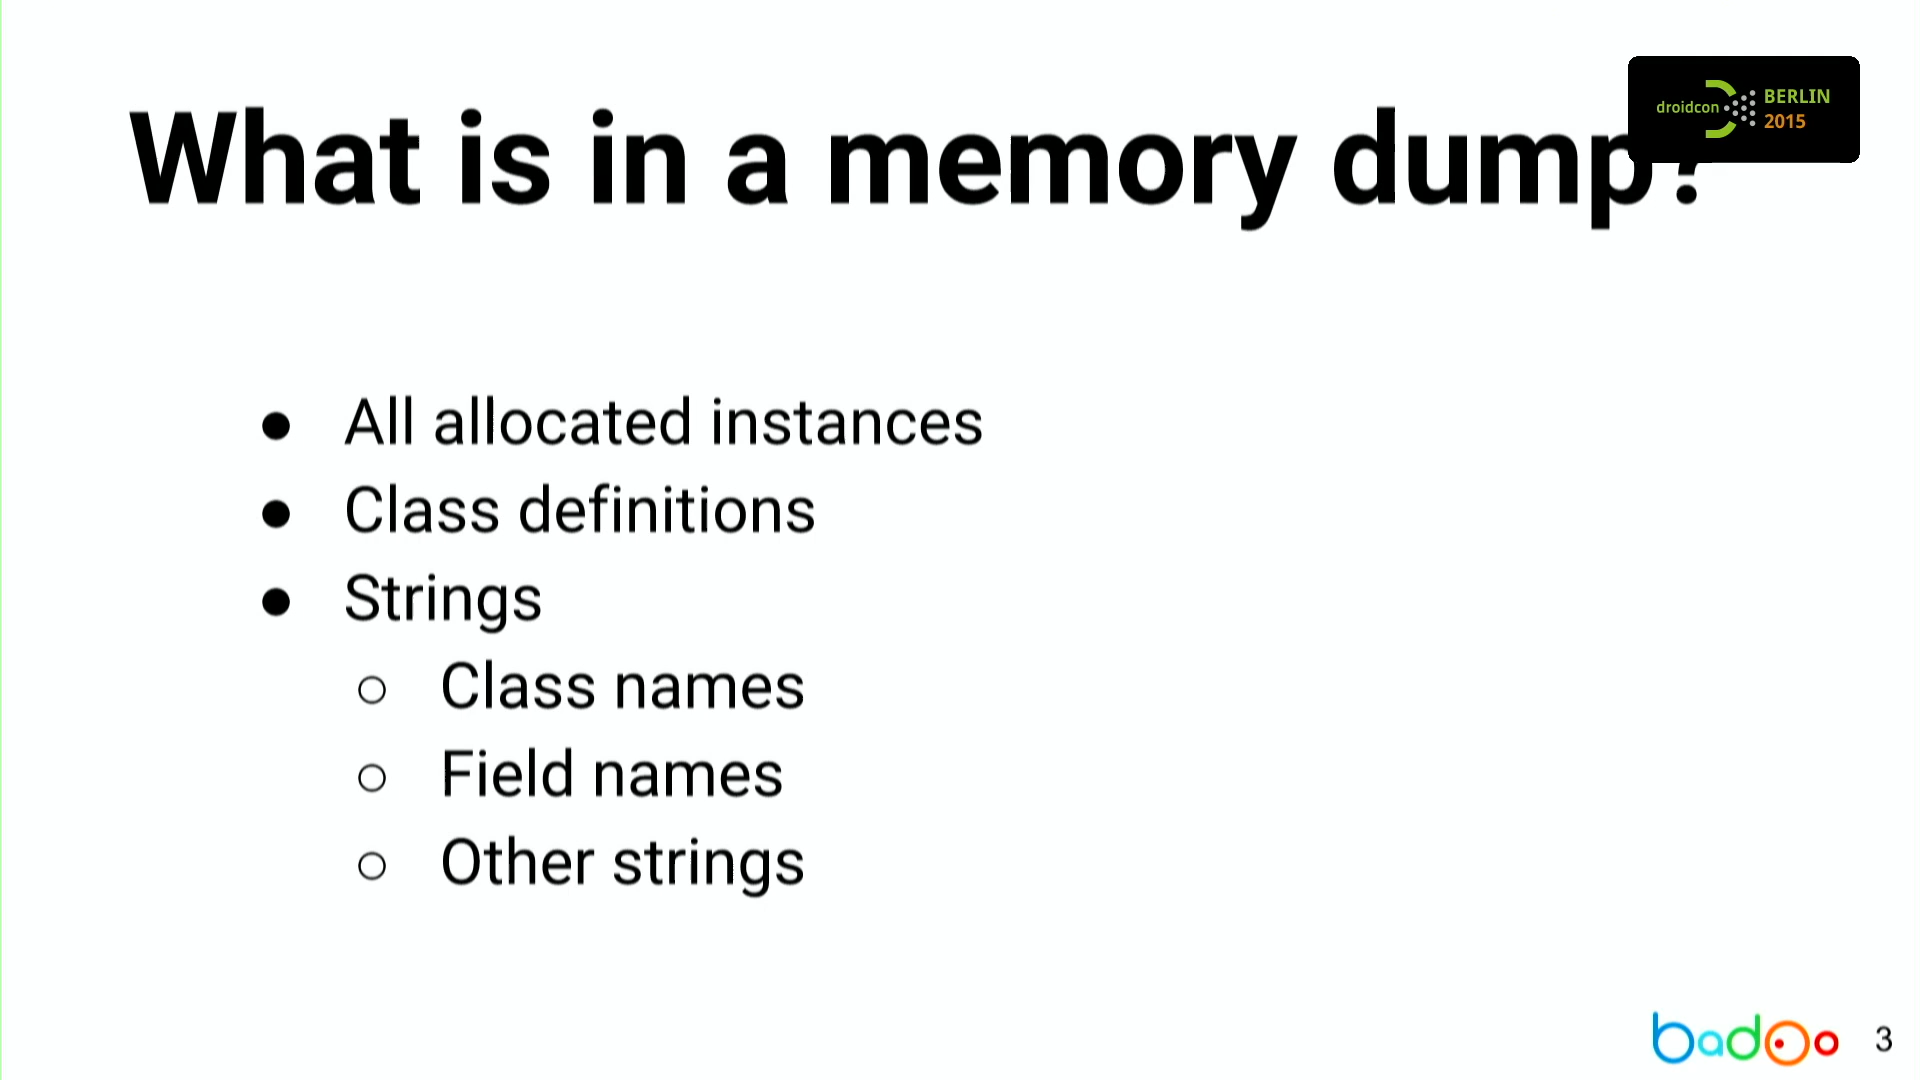 What is in a memory dump?
droidcon BERLIN
2015
● All allocated instances
● Class definitions
● Strings
○ Class names
○ Field names
○ Other strings
badoo 3